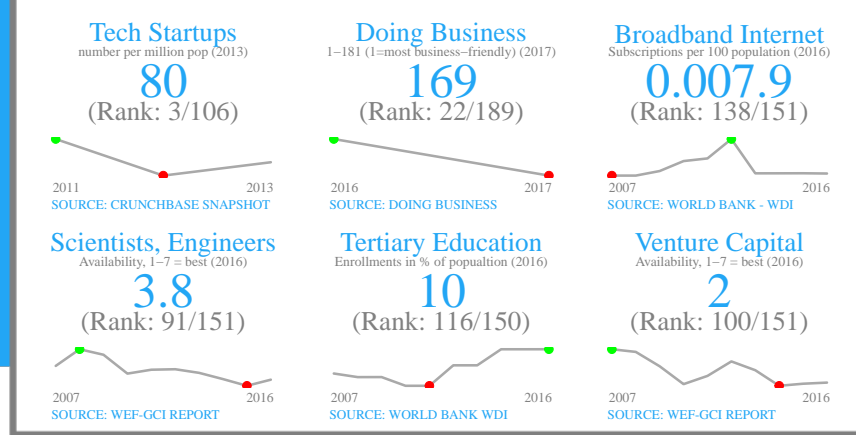 Tech Startups
number per million pop (2013)
80
(Rank: 3/106)
2011 2013
SOURCE: CRUNCHBASE SNAPSHOT
Doing Business
1−181 (1=most business−friendly) (2017)
169
(Rank: 22/189)
2016 2017
SOURCE: DOING BUSINESS
Broadband Internet
Subscriptions per 100 population (2016)
0.007.9
(Rank: 138/151)
2007 2016
SOURCE: WORLD BANK - WDI
Scientists, Engineers
Availability, 1−7 = best (2016)
3.8
(Rank: 91/151)
2007 2016
SOURCE: WEF-GCI REPORT
Tertiary Education
Enrollments in % of popualtion (2016)
10
(Rank: 116/150)
2007 2016
SOURCE: WORLD BANK WDI
Venture Capital
Availability, 1−7 = best (2016)
2
(Rank: 100/151)
2007 2016
SOURCE: WEF-GCI REPORT